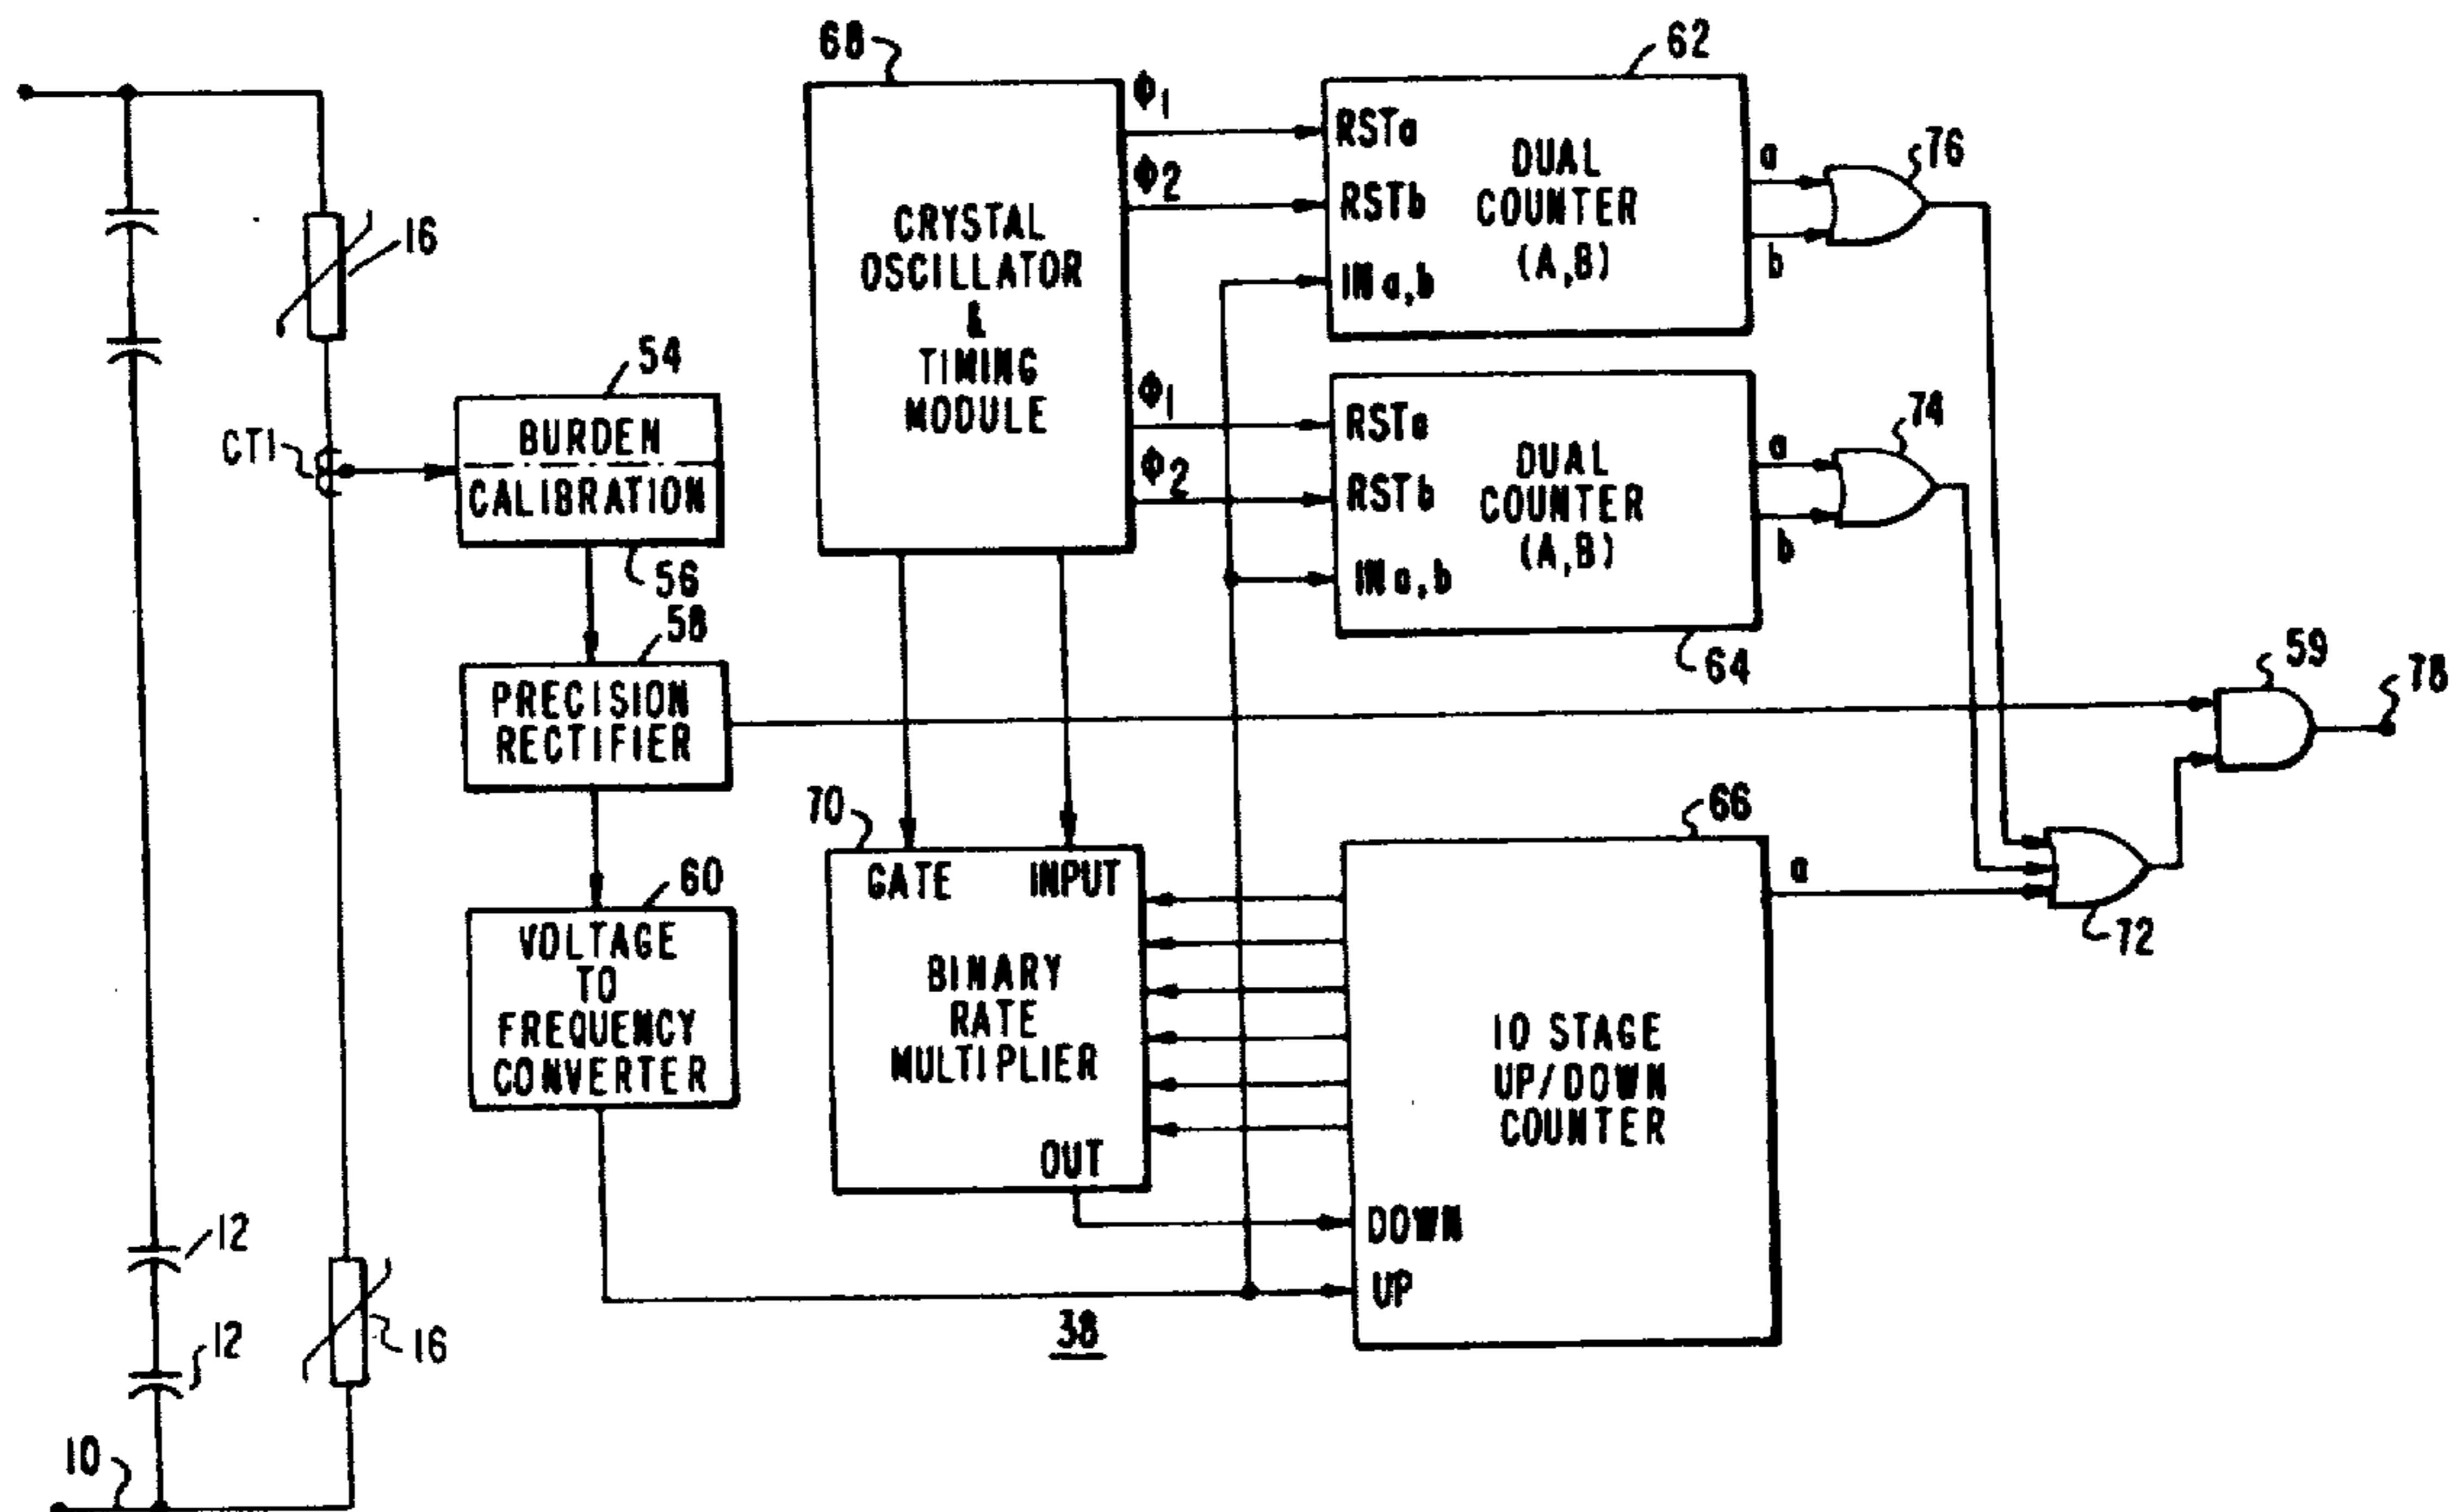 68
62
Φ1
RSTa
DUAL
COUNTER
(A,B)
a
76
Φ2
RSTb
INa,b
b
CRYSTAL
OSCILLATOR
&
TIMING
MODULE
16
54
BURDEN
CALIBRATION
CT1
56
Φ1
RSTa
DUAL
COUNTER
(A,B)
a
74
Φ2
RSTb
b
INa,b
64
58
PRECISION
RECTIFIER
59
78
70
GATE INPUT
BINARY
RATE
MULTIPLIER
OUT
66
a
72
10 STAGE
UP/DOWN
COUNTER
DOWN
UP
60
VOLTAGE
TO
FREQUENCY
CONVERTER
12
12
16
38
10